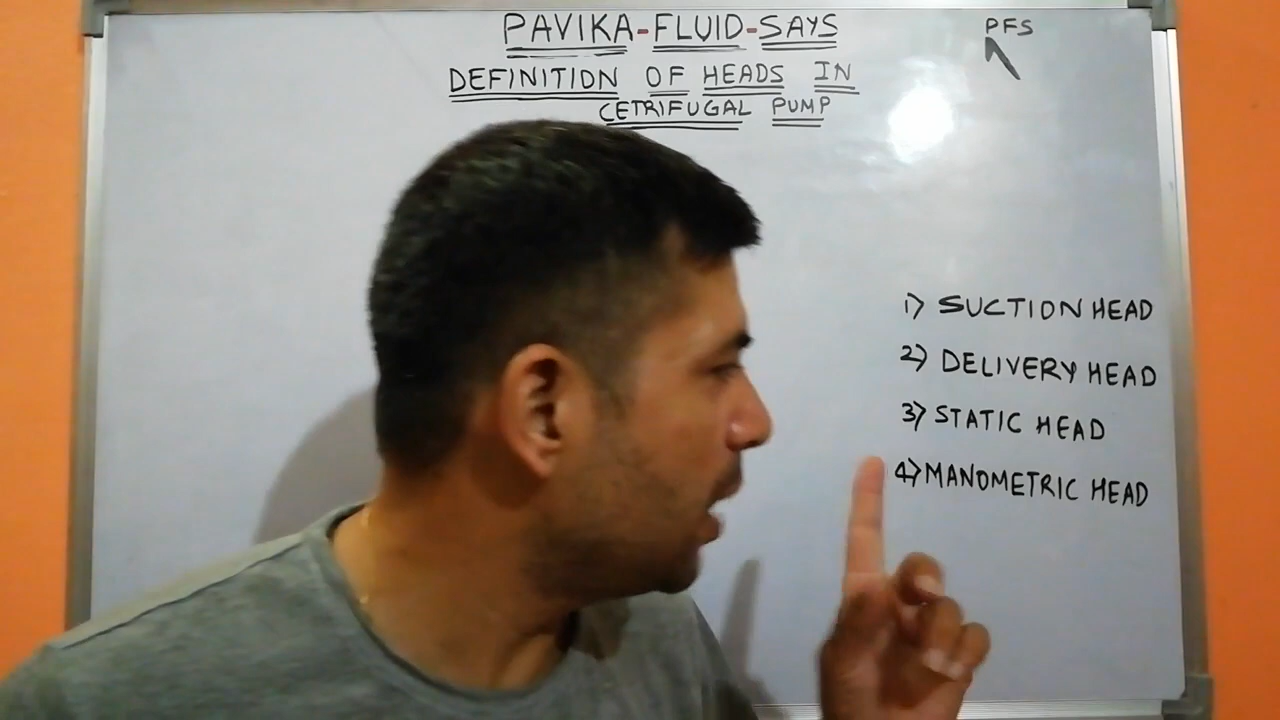 PAVIKA-FLUID-SAYS
PFS
DEFINITION OF HEADS IN
CETRIFUGAL PUMP
1) SUCTION HEAD
2) DELIVERY HEAD
3) STATIC HEAD
4) MANOMETRIC HEAD